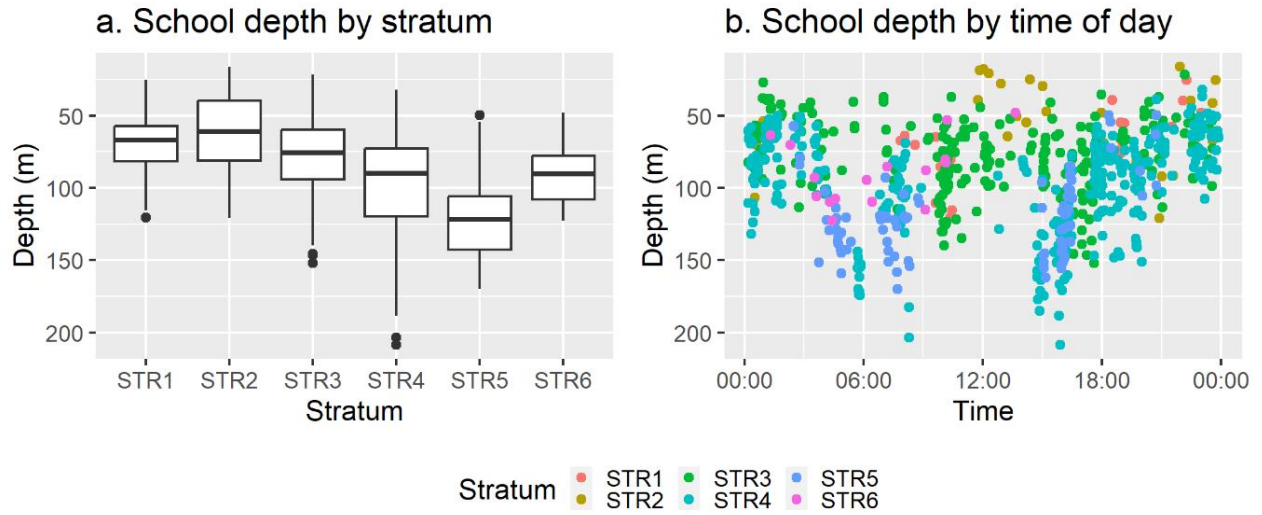 a. School depth by stratum
b. School depth by time of day
Depth (m)
50
100
150
200
STR1 STR2 STR3 STR4 STR5 STR6
Stratum
Depth (m)
50
100
150
200
00:00 06:00 12:00 18:00 00:00
Time
Stratum
STR1 STR3 STR5
STR2 STR4 STR6